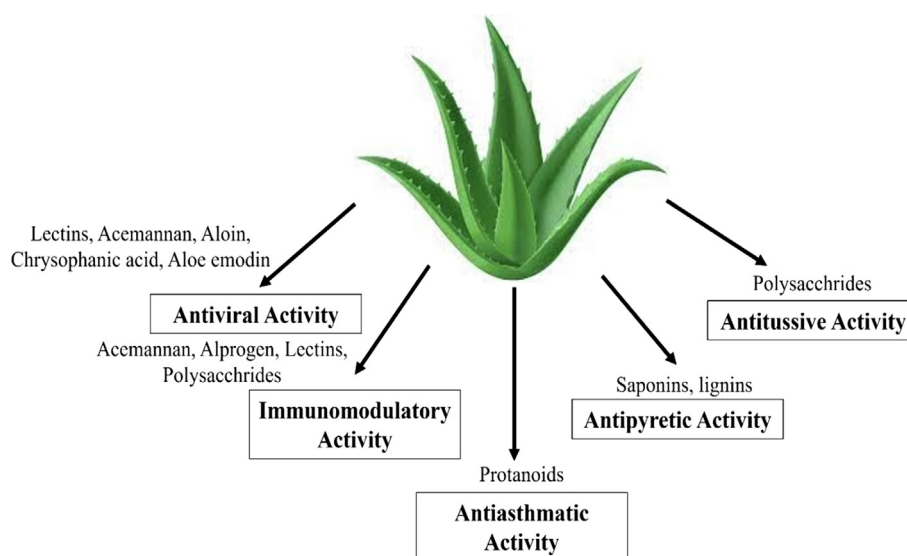 Lectins, Acemannan, Aloin,
Chrysophanic acid, Aloe emodin
Antiviral Activity
Acemannan, Alprogen, Lectins,
Polysacchrides
Immunomodulatory
Activity
Protanoids
Antiasthmatic
Activity
Saponins, lignins
Antipyretic Activity
Polysacchrides
Antitussive Activity